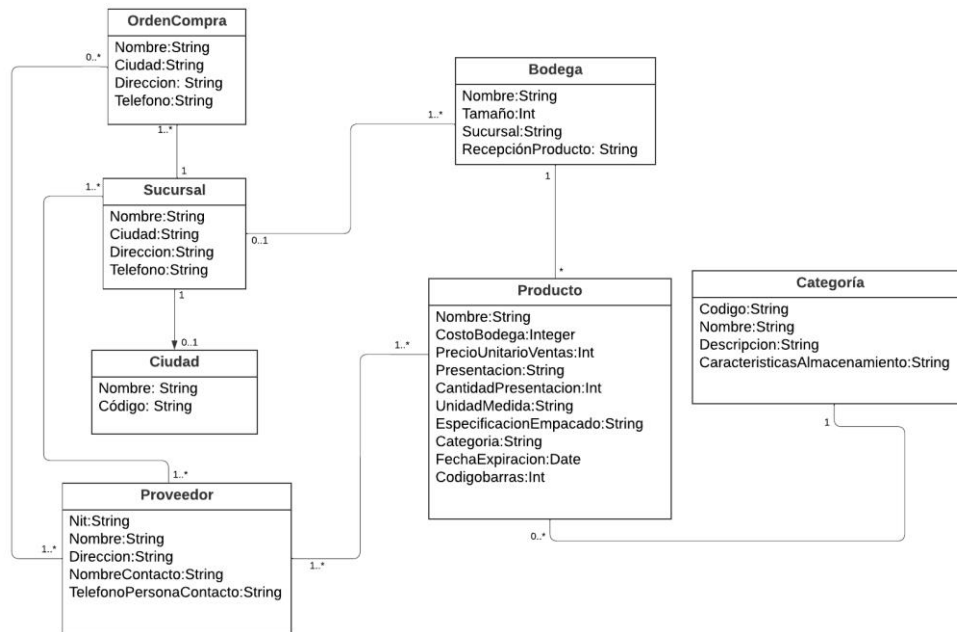 OrdenCompra
Nombre:String
Ciudad:String
Direccion: String
Telefono:String
0..*
1..*
1
Bodega
Nombre:String
Tamaño:Int
Sucursal:String
RecepciónProducto: String
1..*
1
1..*
Sucursal
Nombre:String
Ciudad:String
Direccion:String
Telefono:String
0..1
1
0..1
*
Ciudad
Nombre: String
Código: String
Producto
Nombre:String
CostoBodega:Integer
PrecioUnitarioVentas:Int
Presentacion:String
CantidadPresentacion:Int
UnidadMedida:String
EspecificacionEmpacado:String
Categoria:String
FechaExpiracion:Date
Codigobarras:Int
1..*
0..*
Categoría
Codigo:String
Nombre:String
Descripcion:String
CaracteristicasAlmacenamiento:String
1
1..*
Proveedor
Nit:String
Nombre:String
Direccion:String
NombreContacto:String
TelefonoPersonaContacto:String
1..*
1..*